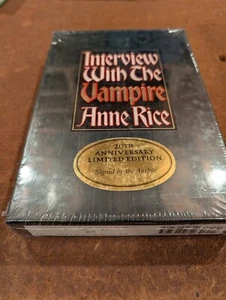 Interview
With The
Vampire
Anne Rice
20TH
ANNIVERSARY
LIMITED EDITION
Signed by the Author